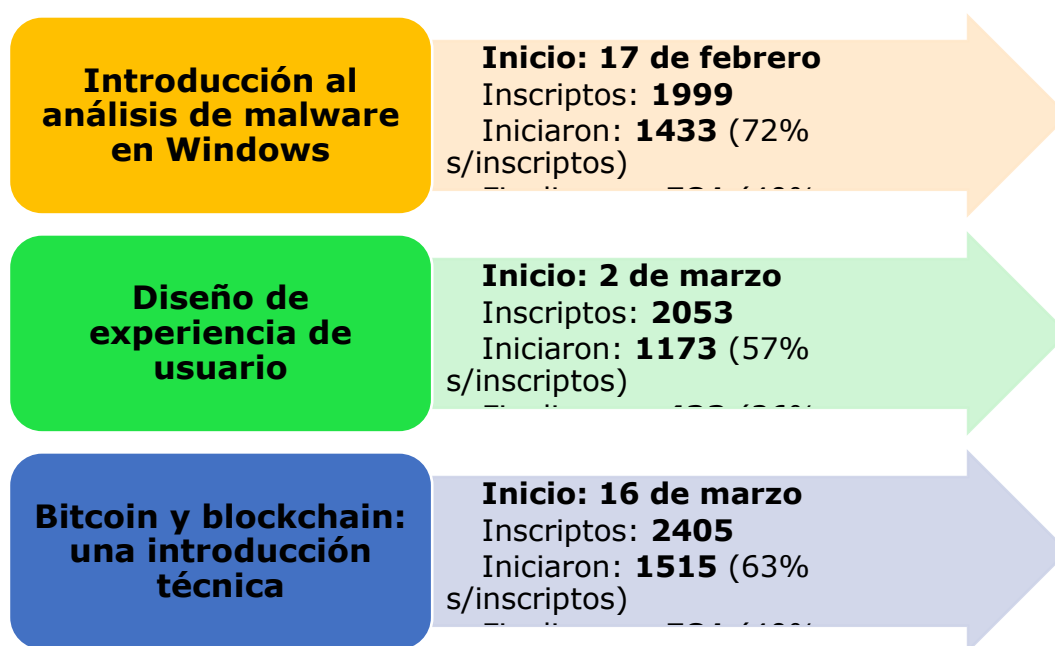 Introducción al
análisis de malware
en Windows
Inicio: 17 de febrero
Inscriptos: 1999
Iniciaron: 1433 (72%
s/inscriptos)
Diseño de
experiencia de
usuario
Inicio: 2 de marzo
Inscriptos: 2053
Iniciaron: 1173 (57%
s/inscriptos)
Bitcoin y blockchain:
una introducción
técnica
Inicio: 16 de marzo
Inscriptos: 2405
Iniciaron: 1515 (63%
s/inscriptos)